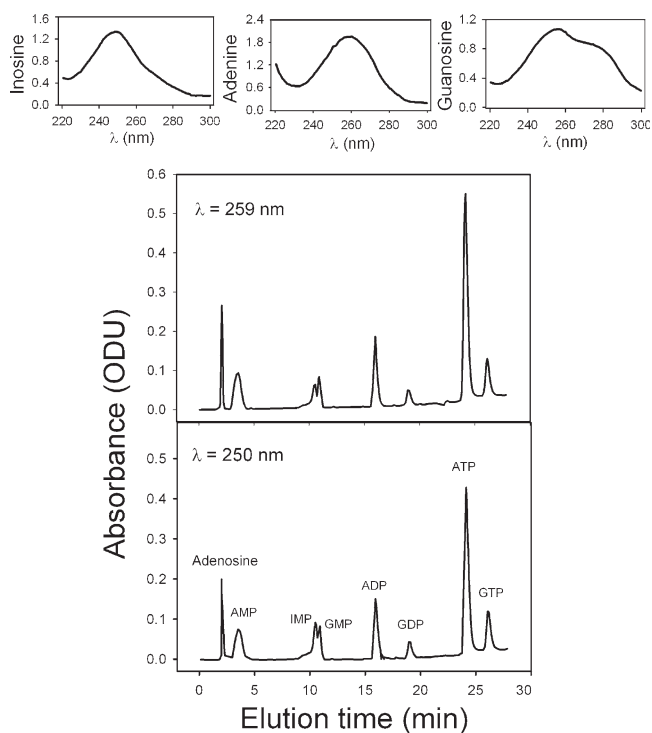 Inosine
1.6
1.2
0.8
0.4
0.0
220 240 260 280 300
λ (nm)
Adenine
2.4
1.8
1.2
0.6
0.0
220 240 260 280 300
λ (nm)
Guanosine
1.2
0.8
0.4
0.0
220 240 260 280 300
λ (nm)
Absorbance (ODU)
0.6
0.5
0.4
0.3
0.2
0.1
0.0
λ = 259 nm
0.5
0.4
0.3
0.2
0.1
0.0
λ = 250 nm
Adenosine
AMP
IMP
GMP
ADP
GDP
ATP
GTP
0 5 10 15 20 25 30
Elution time (min)